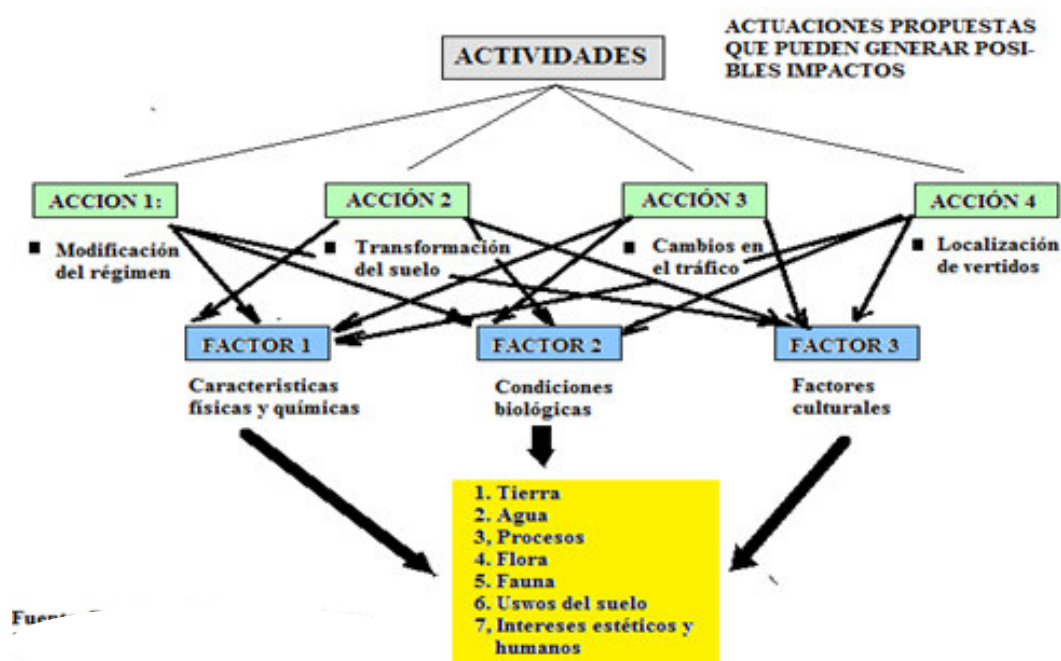 ACTUACIONES PROPUESTAS
QUE PUEDEN GENERAR POSI-
BLES IMPACTOS
ACTIVIDADES
ACCION 1:
ACCIÓN 2
ACCIÓN 3
ACCIÓN 4
Modificación
del régimen
Transformación
del suelo
Cambios en
el tráfico
Localización
de vertidos
FACTOR 1
FACTOR 2
FACTOR 3
Caracteristicas
físicas y químicas
Condiciones
biológicas
Factores
culturales
1. Tierra
2. Agua
3, Procesos
4. Flora
5. Fauna
6. Uswos del suelo
7, Intereses estéticos y
humanos